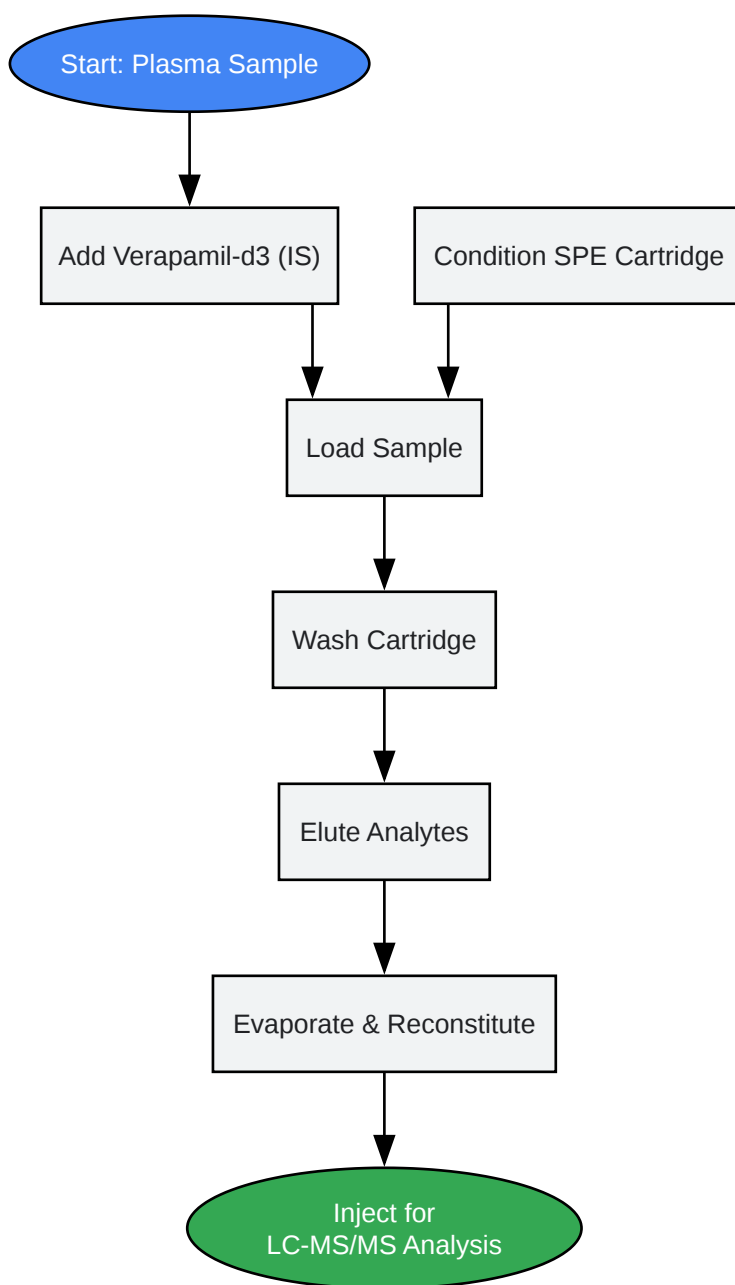 Start: Plasma Sample
Add Verapamil-d3 (IS)
Condition SPE Cartridge
Load Sample
Wash Cartridge
Elute Analytes
Evaporate & Reconstitute
Inject for
LC-MS/MS Analysis